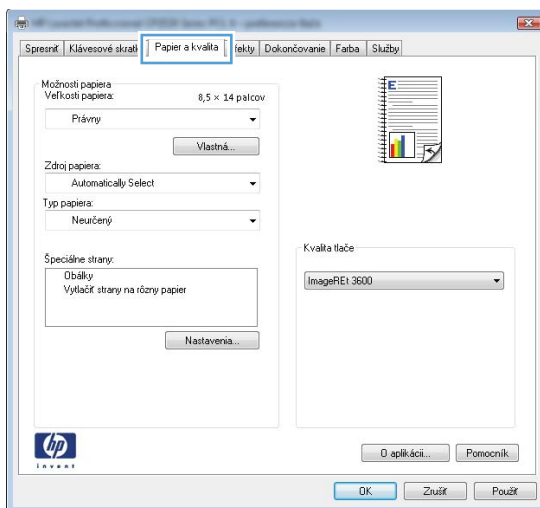 Spresniť Klávesové skratk Papier a kvalita fekty Dokončovanie Farba Služby
Možnosti papiera
Veľkosti papiera: 8,5 × 14 palcov
Právny
Vlastná...
Zdroj papiera:
Automatically Select
Typ papiera:
Neurčený
Špeciálne strany:
Obálky
Vytlačiť strany na rôzny papier
Nastavenia...
E
Kvalita tlače
ImageREt 3600
hp
invent
O aplikácii... Pomocník
OK Zrušiť Použiť